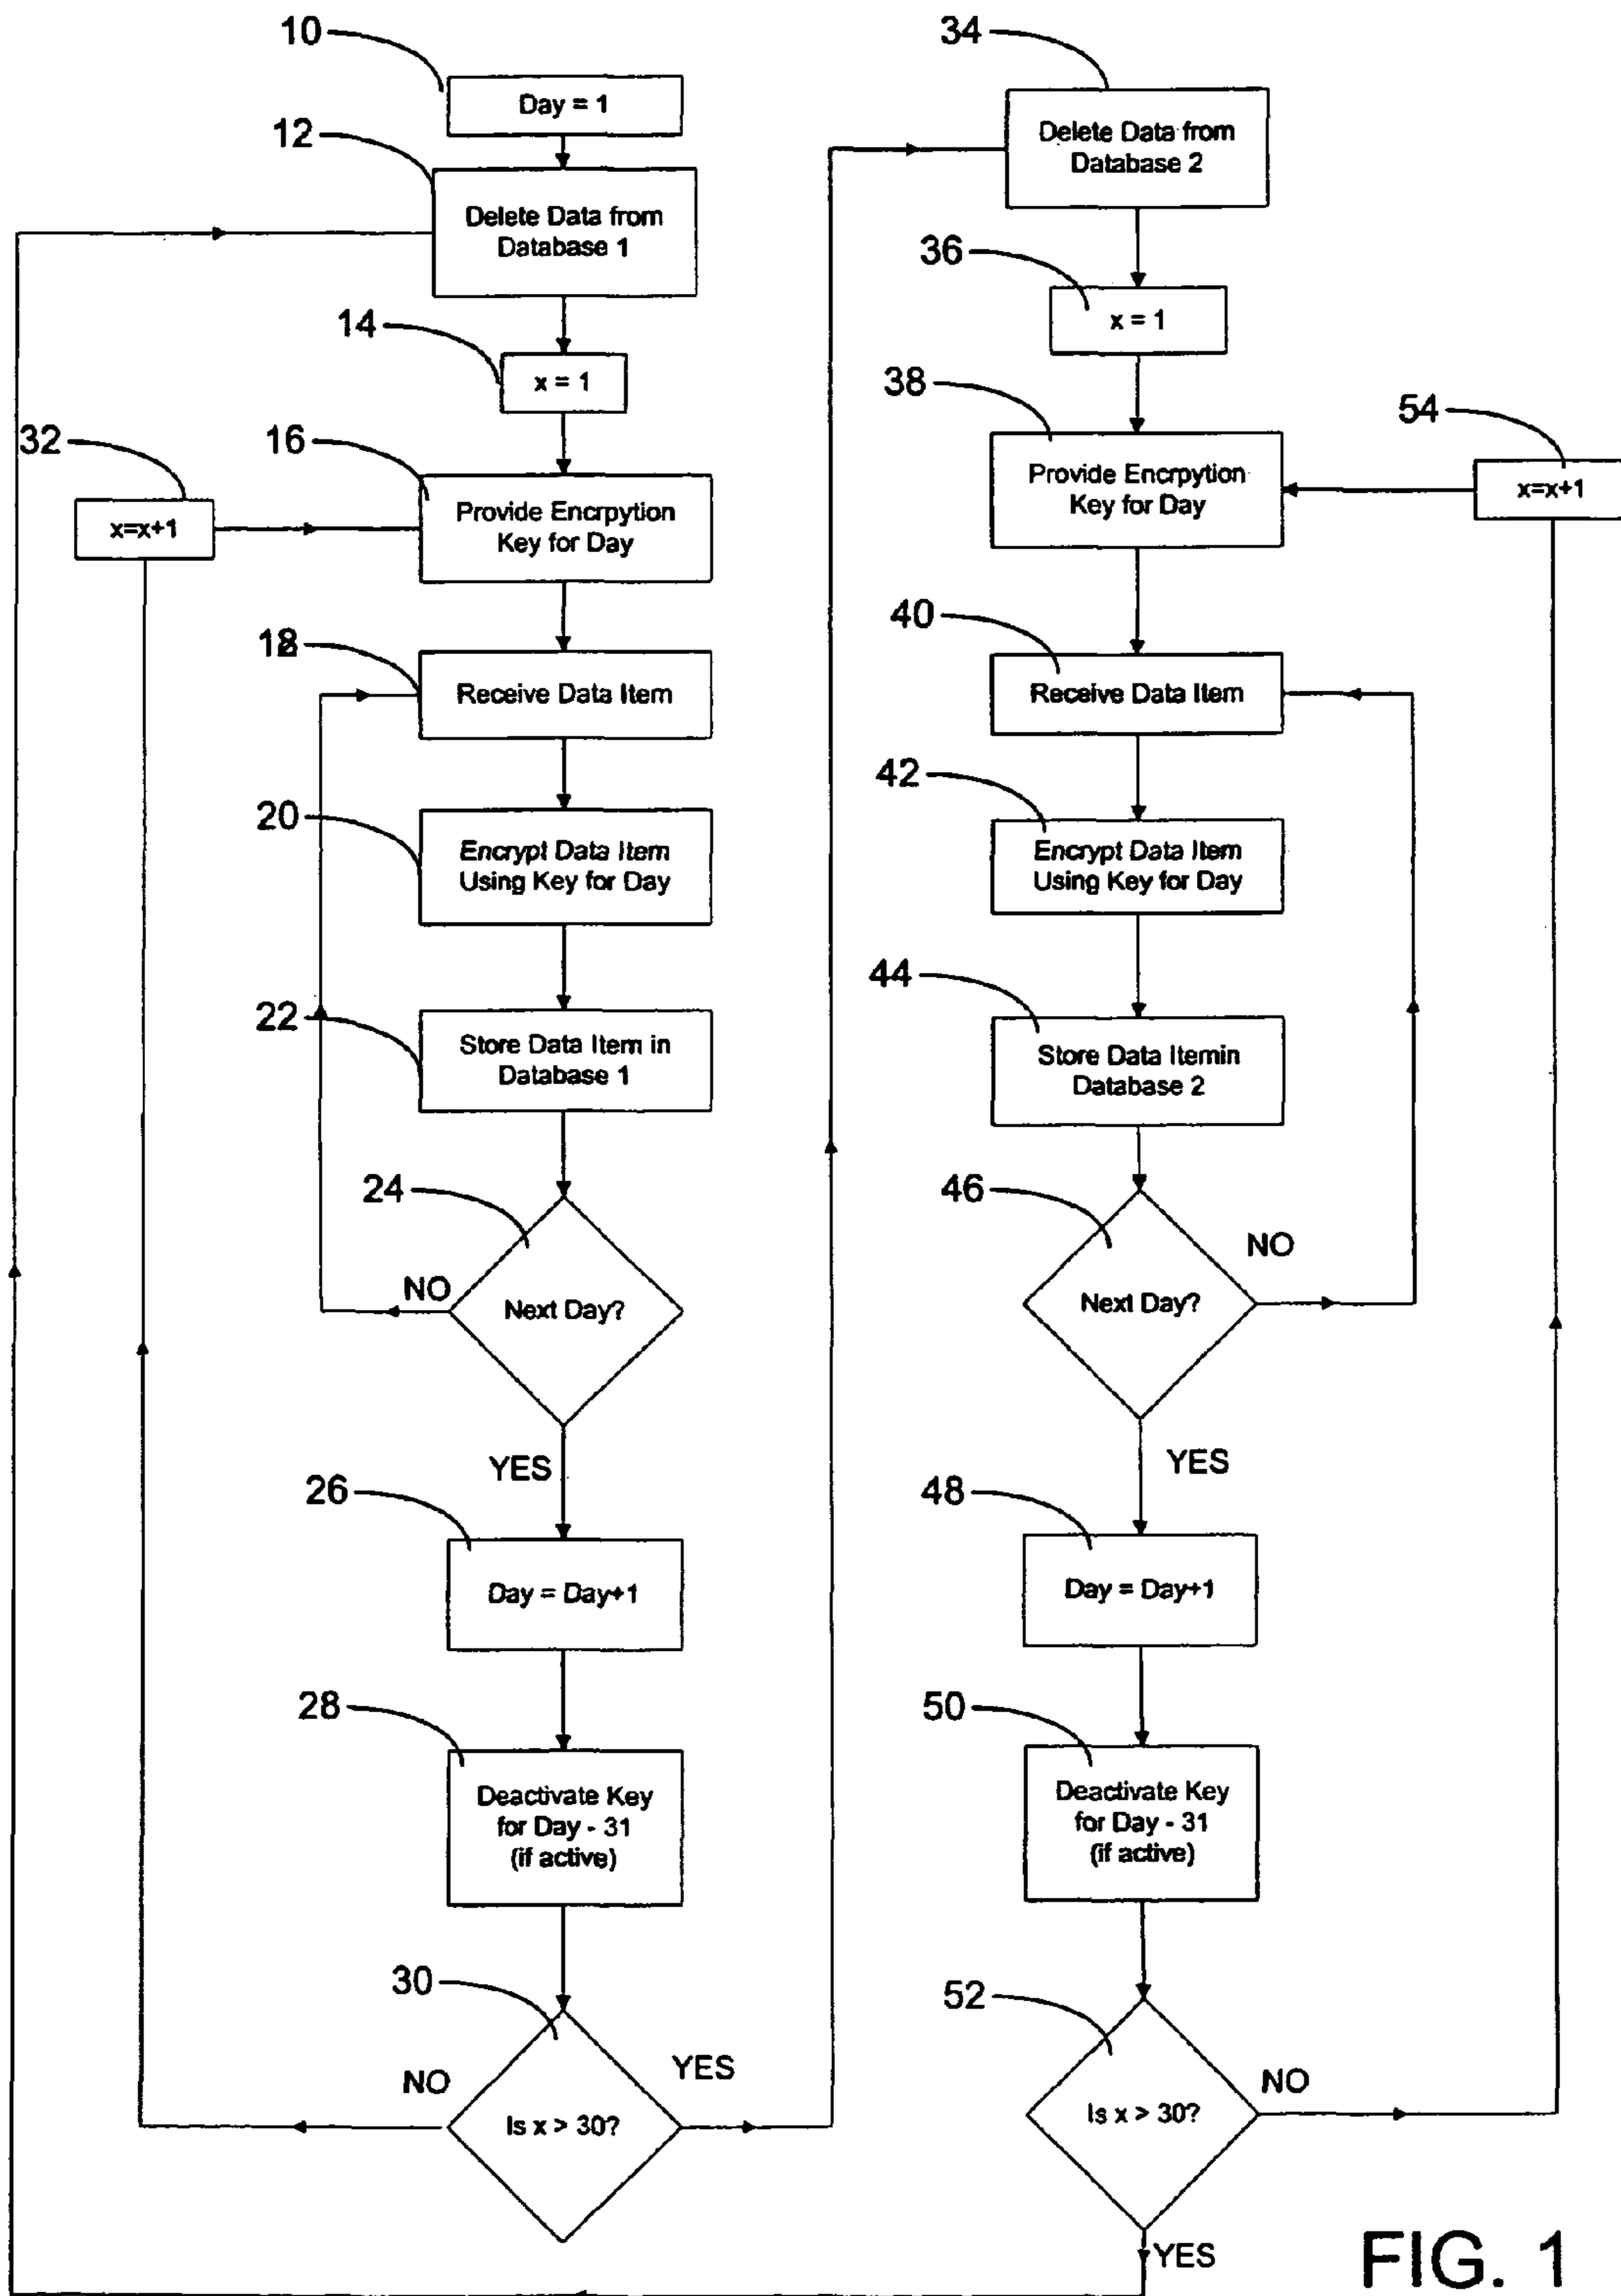 10
Day = 1
12
Delete Data from
Database 1
14
x = 1
32
x=x+1
16
Provide Encrpytion
Key for Day
18
Receive Data Item
20
Encrypt Data Item
Using Key for Day
22
Store Data Item in
Database 1
24
NO
Next Day?
YES
26
Day = Day+1
28
Deactivate Key
for Day - 31
(if active)
30
NO
Is x > 30?
YES
34
Delete Data from
Database 2
36
x = 1
38
Provide Encrpytion
Key for Day
54
x=x+1
40
Receive Data Item
42
Encrypt Data Item
Using Key for Day
44
Store Data Itemin
Database 2
46
NO
Next Day?
YES
48
Day = Day+1
50
Deactivate Key
for Day - 31
(if active)
52
NO
Is x > 30?
YES
FIG. 1